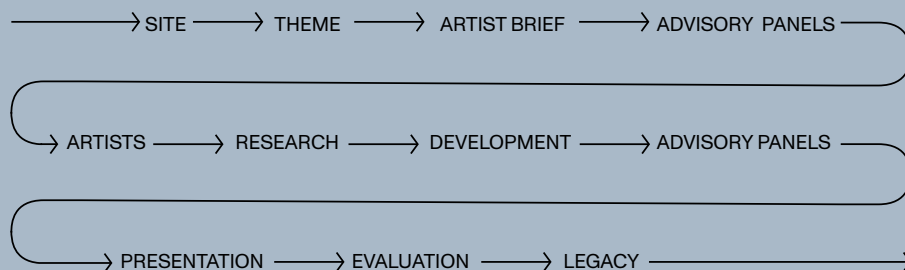 SITE THEME ARTIST BRIEF ADVISORY PANELS
ARTISTS RESEARCH DEVELOPMENT ADVISORY PANELS
PRESENTATION EVALUATION LEGACY